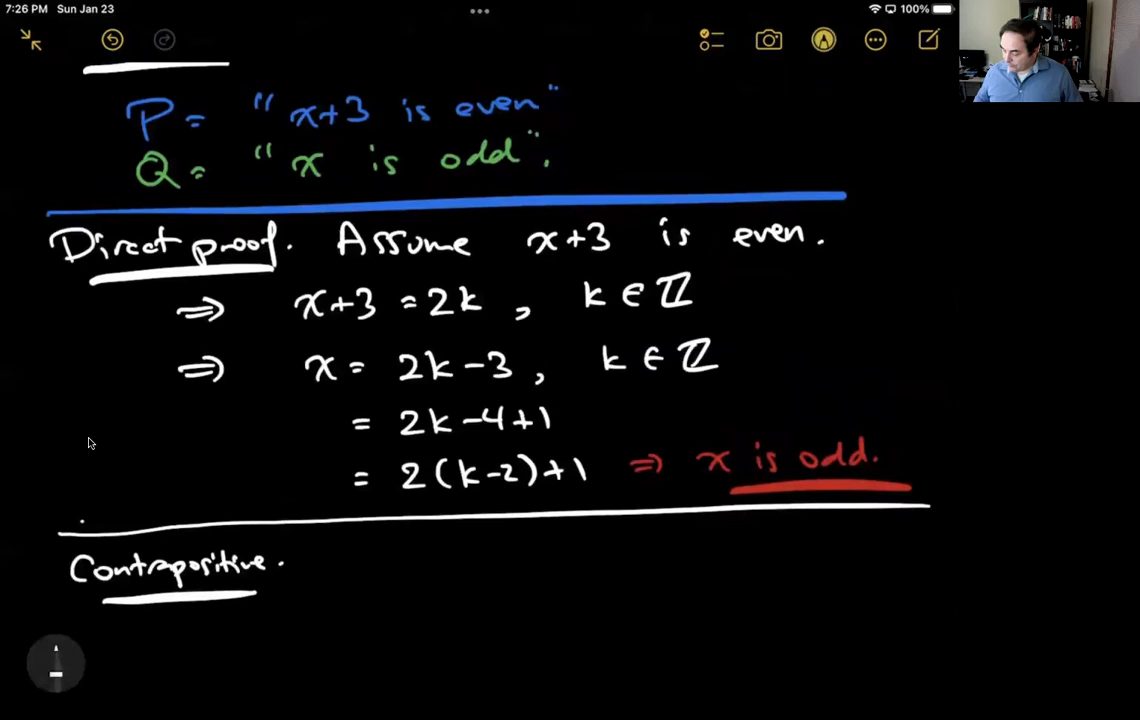 7:26 PM Sun Jan 23
100%
P = "x+3 is even"
Q = "x is odd".
Direct proof. Assume x+3 is even.
⇒ x+3 = 2k , k ∈ ℤ
⇒ x = 2k - 3 , k ∈ ℤ
= 2k - 4 + 1
= 2(k-2)+1 ⇒ x is odd.
Contrapositive.